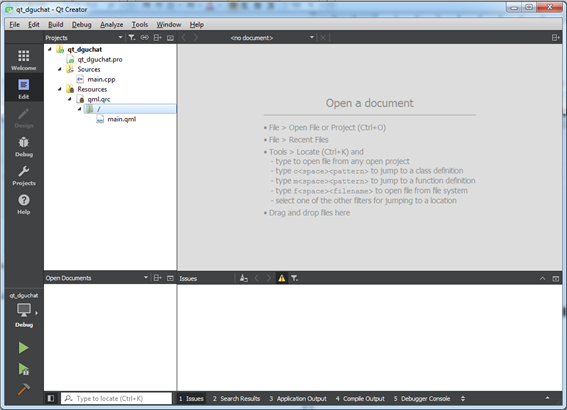 qt_dguchat - Qt Creator
File Edit Build Debug Analyze Tools Window Help
Projects
<no document>
Welcome
Edit
Design
Debug
Projects
Help
qt_dguchat
qt_dguchat.pro
Sources
main.cpp
Resources
qml.qrc
/
main.qml
Open a document
• File > Open File or Project (Ctrl+O)
• File > Recent Files
• Tools > Locate (Ctrl+K) and
- type to open file from any open project
- type c<space><pattern> to jump to a class definition
- type m<space><pattern> to jump to a function definition
- type f<space><filename> to open file from file system
- select one of the other filters for jumping to a location
• Drag and drop files here
Open Documents
Issues
qt_dguchat
Debug
Type to locate (Ctrl+K)
1 Issues 2 Search Results 3 Application Output 4 Compile Output 5 Debugger Console